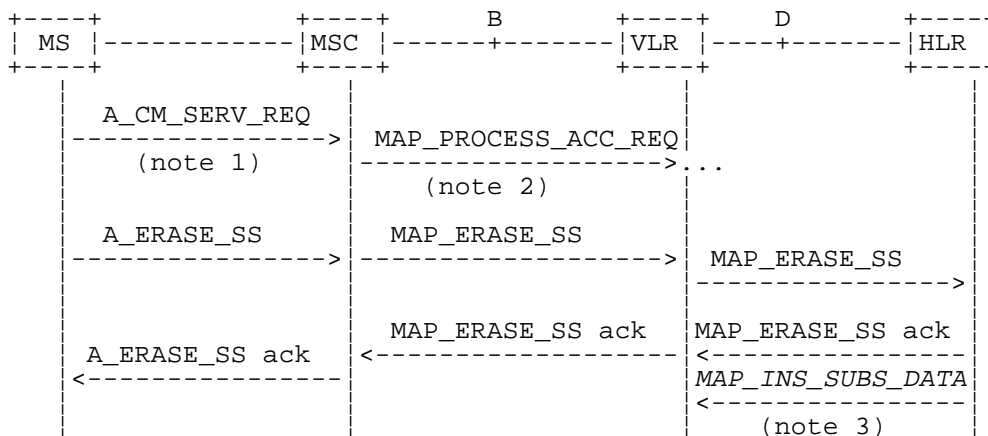 B D
MS MSC VLR HLR
A_CM_SERV_REQ
MAP_PROCESS_ACC_REQ
(note 1) ...
(note 2)
A_ERASE_SS MAP_ERASE_SS
MAP_ERASE_SS
MAP_ERASE_SS ack MAP_ERASE_SS ack
A_ERASE_SS ack
MAP_INS_SUBS_DATA
(note 3)